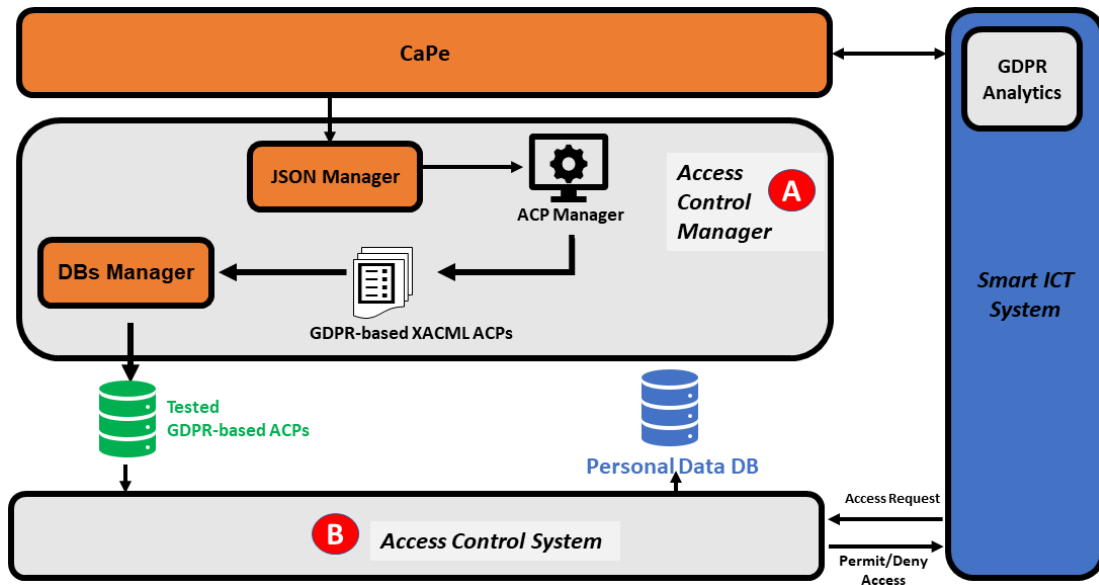 CaPe
GDPR
Analytics
JSON Manager
ACP Manager
Access
Control
Manager
A
DBs Manager
GDPR-based XACML ACPs
Smart ICT
System
Tested
GDPR-based ACPs
Personal Data DB
Access Request
B
Access Control System
Permit/Deny
Access